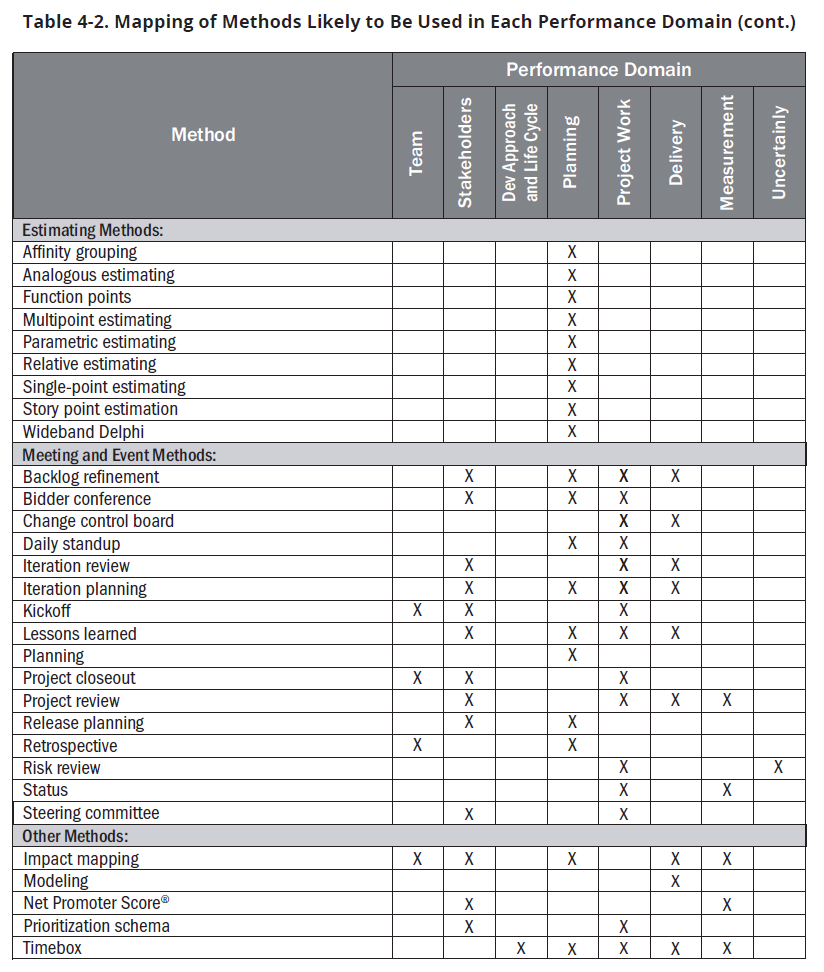 Table 4-2. Mapping of Methods Likely to Be Used in Each Performance Domain (cont.)
Performance Domain
Method
Team
Stakeholders
Dev Approach
and Life Cycle
Planning
Project Work
Delivery
Measurement
Uncertainly
Estimating Methods:
Affinity grouping X
Analogous estimating X
Function points X
Multipoint estimating X
Parametric estimating X
Relative estimating X
Single-point estimating X
Story point estimation X
Wideband Delphi X
Meeting and Event Methods:
Backlog refinement X X X X
Bidder conference X X X
Change control board X X
Daily standup X X
Iteration review X X X
Iteration planning X X X X
Kickoff X X X
Lessons learned X X X X
Planning X
Project closeout X X X
Project review X X X X
Release planning X X
Retrospective X X
Risk review X X
Status X X
Steering committee X X
Other Methods:
Impact mapping X X X X X
Modeling X
Net Promoter Score® X X
Prioritization schema X X
Timebox X X X X X